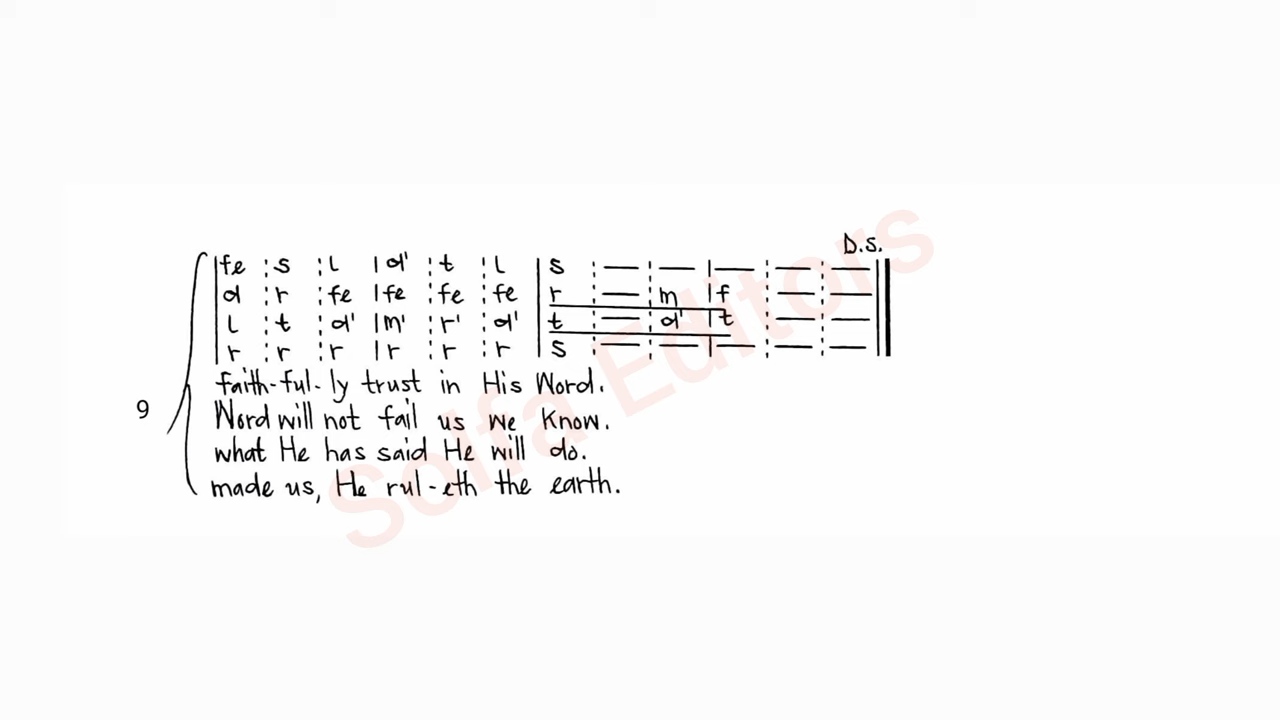 D.S.
|fe :s :l |d' :t :l |s :— :— |— :— :—||
|d :r :fe |fe :fe :fe |r :— :m |f :— :—||
|l :t :d' |m' :r' :d' |t :— :d' |t :— :—||
|r :r :r |r :r :r |s :— :— |— :— :—||
faith-ful-ly trust in His Word.
9
Word will not fail us we know.
what He has said He will do.
made us, He rul-eth the earth.
Solfa Editors